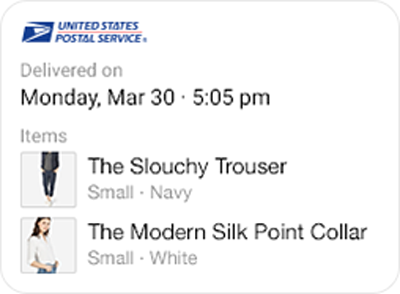 UNITED STATES
POSTAL SERVICE®
Delivered on
Monday, Mar 30 · 5:05 pm
Items
The Slouchy Trouser
Small · Navy
The Modern Silk Point Collar
Small · White